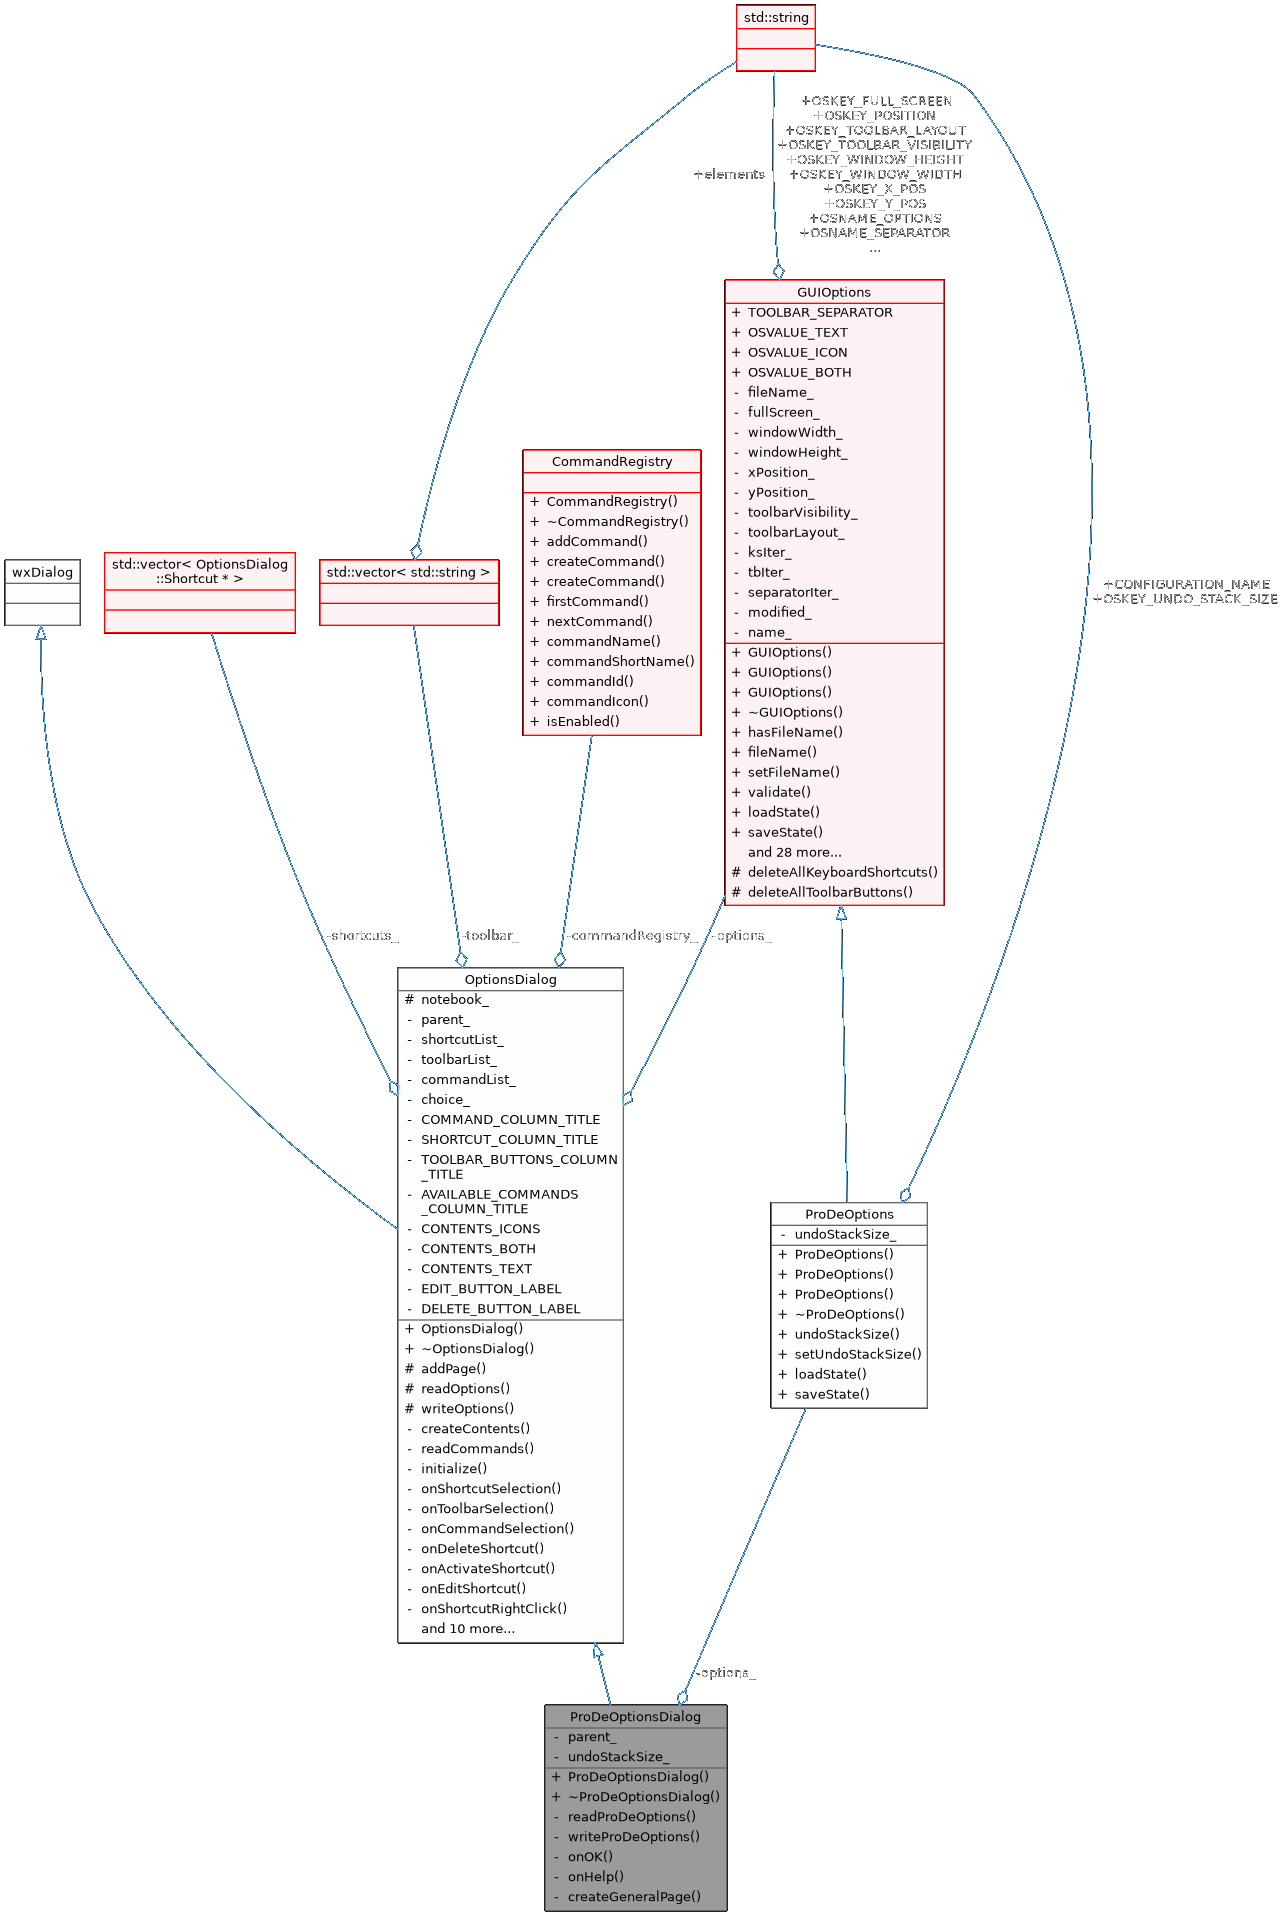 std::string
+OSKEY_FULL_SCREEN
+OSKEY_POSITION
+OSKEY_TOOLBAR_LAYOUT
+OSKEY_TOOLBAR_VISIBILITY
+OSKEY_WINDOW_HEIGHT
+OSKEY_WINDOW_WIDTH
+OSKEY_X_POS
+OSKEY_Y_POS
+OSNAME_OPTIONS
+OSNAME_SEPARATOR
...
+elements
GUIOptions
+ TOOLBAR_SEPARATOR
+ OSVALUE_TEXT
+ OSVALUE_ICON
+ OSVALUE_BOTH
- fileName_
- fullScreen_
- windowWidth_
- windowHeight_
- xPosition_
- yPosition_
- toolbarVisibility_
- toolbarLayout_
- ksIter_
- tbIter_
- separatorIter_
- modified_
- name_
+ GUIOptions()
+ GUIOptions()
+ GUIOptions()
+ ~GUIOptions()
+ hasFileName()
+ fileName()
+ setFileName()
+ validate()
+ loadState()
+ saveState()
and 28 more...
# deleteAllKeyboardShortcuts()
# deleteAllToolbarButtons()
CommandRegistry
+ CommandRegistry()
+ ~CommandRegistry()
+ addCommand()
+ createCommand()
+ createCommand()
+ firstCommand()
+ nextCommand()
+ commandName()
+ commandShortName()
+ commandId()
+ commandIcon()
+ isEnabled()
wxDialog
std::vector< OptionsDialog
::Shortcut * >
std::vector< std::string >
+CONFIGURATION_NAME
+OSKEY_UNDO_STACK_SIZE
-shortcuts_
-toolbar_
-commandRegistry_
-options_
OptionsDialog
# notebook_
- parent_
- shortcutList_
- toolbarList_
- commandList_
- choice_
- COMMAND_COLUMN_TITLE
- SHORTCUT_COLUMN_TITLE
- TOOLBAR_BUTTONS_COLUMN
_TITLE
- AVAILABLE_COMMANDS
_COLUMN_TITLE
- CONTENTS_ICONS
- CONTENTS_BOTH
- CONTENTS_TEXT
- EDIT_BUTTON_LABEL
- DELETE_BUTTON_LABEL
+ OptionsDialog()
+ ~OptionsDialog()
# addPage()
# readOptions()
# writeOptions()
- createContents()
- readCommands()
- initialize()
- onShortcutSelection()
- onToolbarSelection()
- onCommandSelection()
- onDeleteShortcut()
- onActivateShortcut()
- onEditShortcut()
- onShortcutRightClick()
and 10 more...
ProDeOptions
- undoStackSize_
+ ProDeOptions()
+ ProDeOptions()
+ ProDeOptions()
+ ~ProDeOptions()
+ undoStackSize()
+ setUndoStackSize()
+ loadState()
+ saveState()
-options_
ProDeOptionsDialog
- parent_
- undoStackSize_
+ ProDeOptionsDialog()
+ ~ProDeOptionsDialog()
- readProDeOptions()
- writeProDeOptions()
- onOK()
- onHelp()
- createGeneralPage()